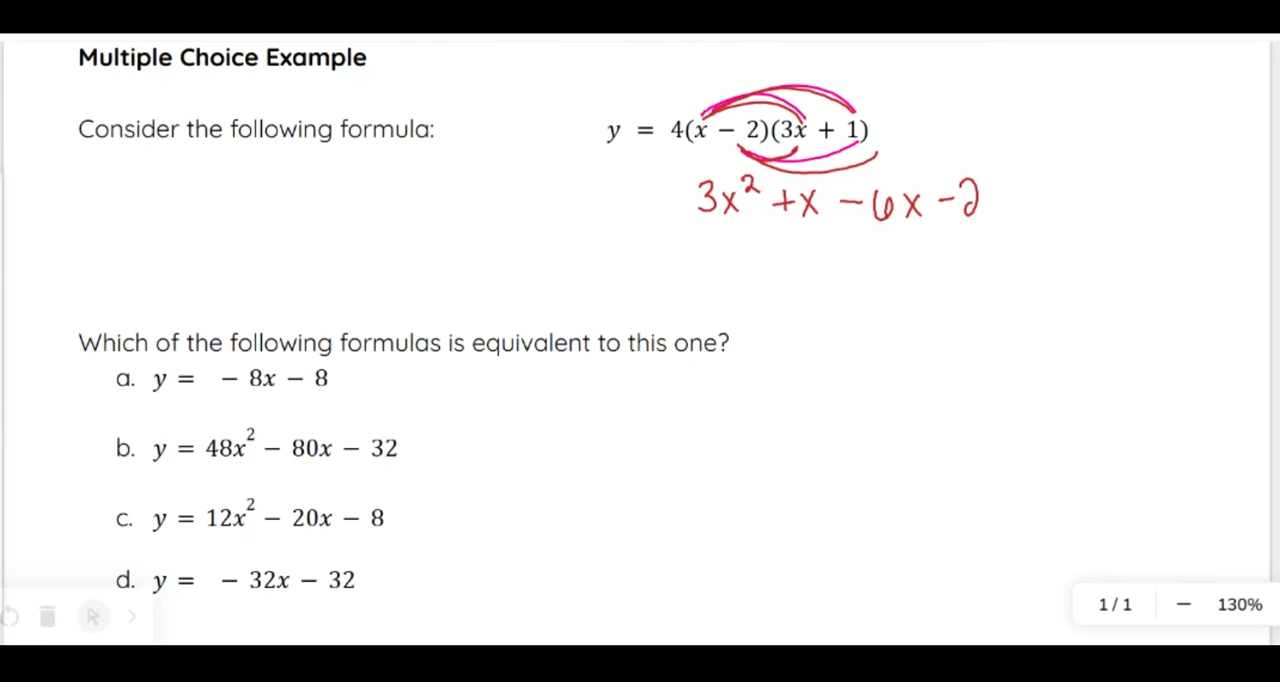 Multiple Choice Example
Consider the following formula: y = 4(x − 2)(3x + 1)
3x² + x − 6x − 2
Which of the following formulas is equivalent to this one?
a. y = − 8x − 8
b. y = 48x² − 80x − 32
c. y = 12x² − 20x − 8
d. y = − 32x − 32
1 / 1 − 130%